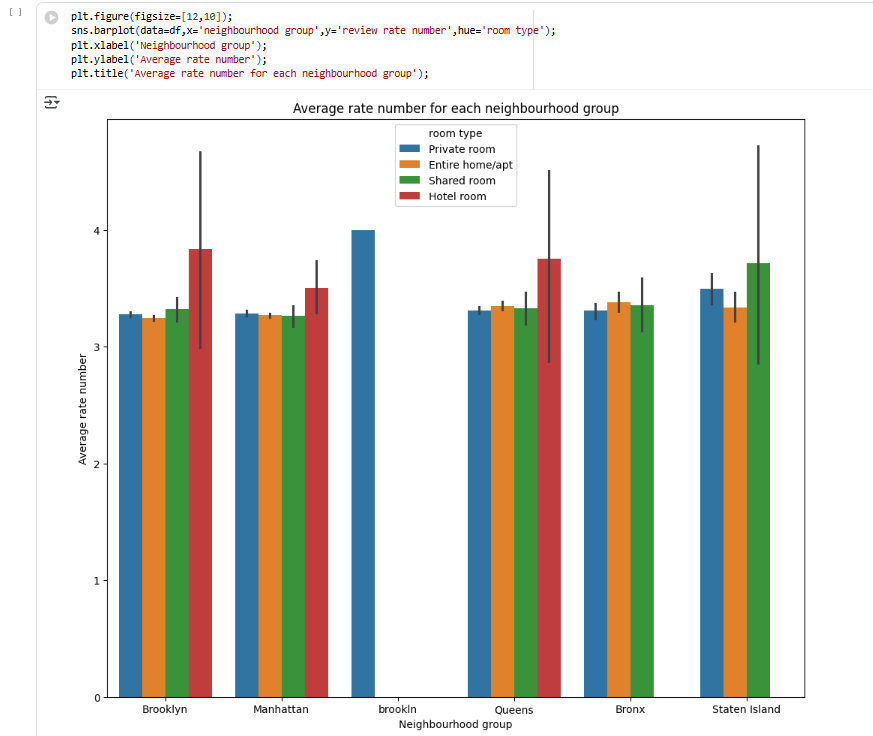 [ ]
plt.figure(figsize=[12,10]);
sns.barplot(data=df,x='neighbourhood group',y='review rate number',hue='room type');
plt.xlabel('Neighbourhood group');
plt.ylabel('Average rate number');
plt.title('Average rate number for each neighbourhood group');
Average rate number for each neighbourhood group
room type
Private room
Entire home/apt
Shared room
Hotel room
4
3
2
1
0
Average rate number
Brooklyn Manhattan brookln Queens Bronx Staten Island
Neighbourhood group